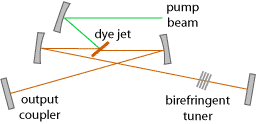 pump
beam
dye jet
output
coupler
birefringent
tuner